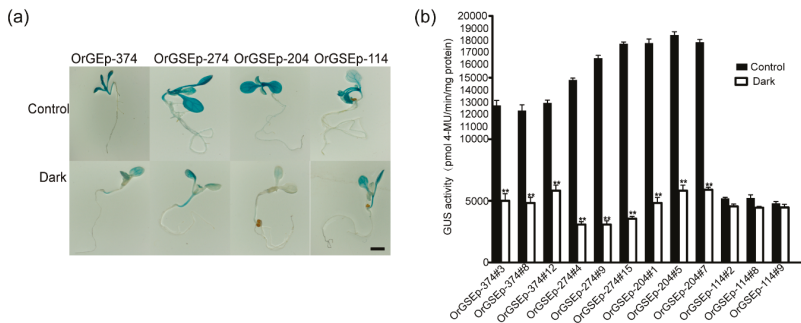 (a)
OrGEp-374 OrGSEp-274 OrGSEp-204 OrGSEp-114
Control
Dark
(b)
GUS activity (pmol 4-MU/min/mg protein)
20000
19000
18000
17000
16000
15000
14000
13000
12000
11000
10000
5000
0
Control
Dark
** ** ** ** ** ** ** ** **
OrGSEp-374#3
OrGSEp-374#8
OrGSEp-374#12
OrGSEp-274#4
OrGSEp-274#9
OrGSEp-274#15
OrGSEp-204#1
OrGSEp-204#5
OrGSEp-204#7
OrGSEp-114#2
OrGSEp-114#8
OrGSEp-114#9